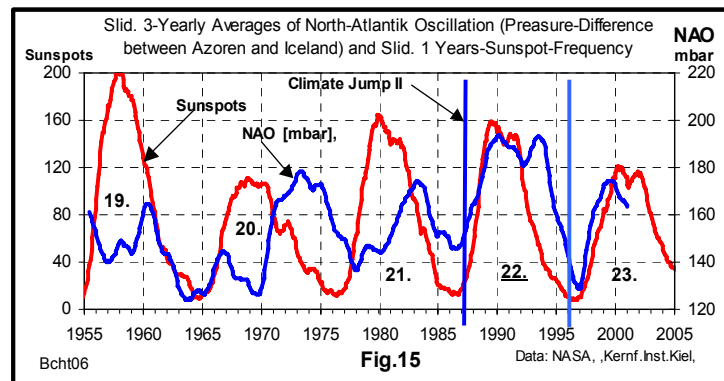 Slid. 3-Yearly Averages of North-Atlantik Oscillation (Preasure-Difference
between Azoren and Iceland) and Slid. 1 Years-Sunspot-Frequency
Sunspots
NAO
mbar
200
160
120
80
40
0
220
200
180
160
140
120
Climate Jump II
Sunspots
NAO [mbar],
19.
20.
21.
22.
23.
1955 1960 1965 1970 1975 1980 1985 1990 1995 2000 2005
Bcht06
Fig.15
Data: NASA, ,Kernf.Inst.Kiel,